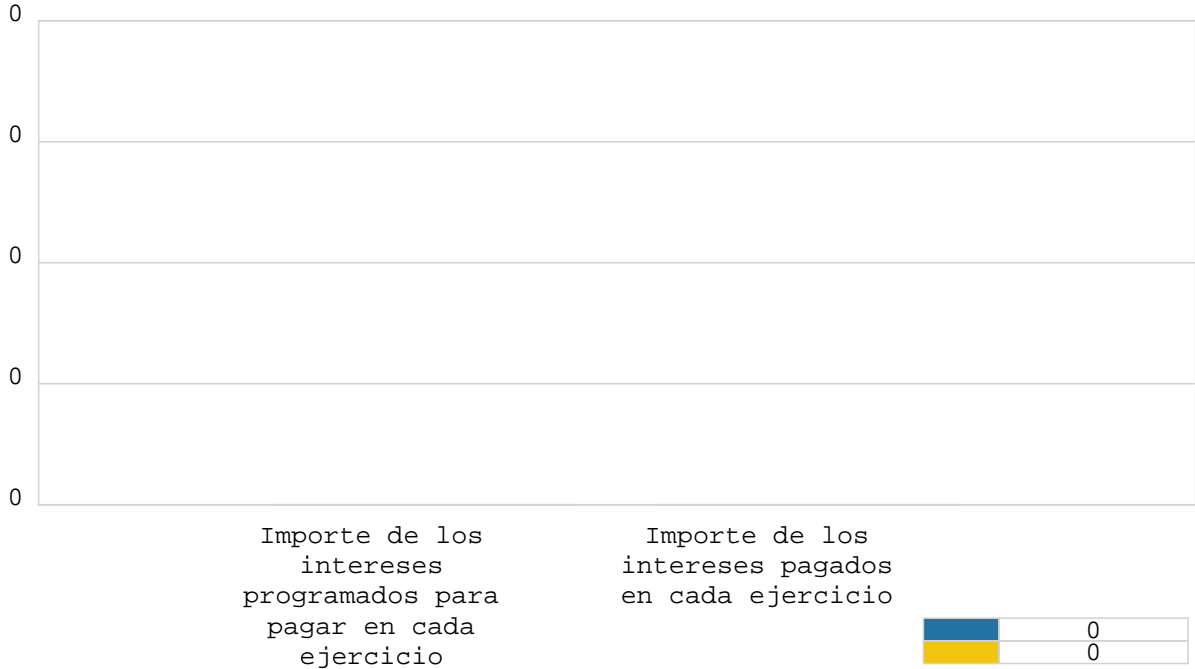 0
0
0
0
0
Importe de los
intereses
programados para
pagar en cada
ejercicio
Importe de los
intereses pagados
en cada ejercicio
0
0